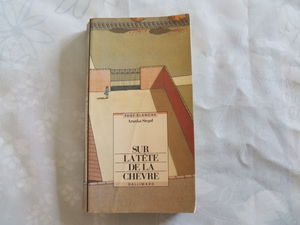 PAGE BLANCHE
Aranka Siegal
SUR
LA TÊTE
DE LA
CHÈVRE
GALLIMARD